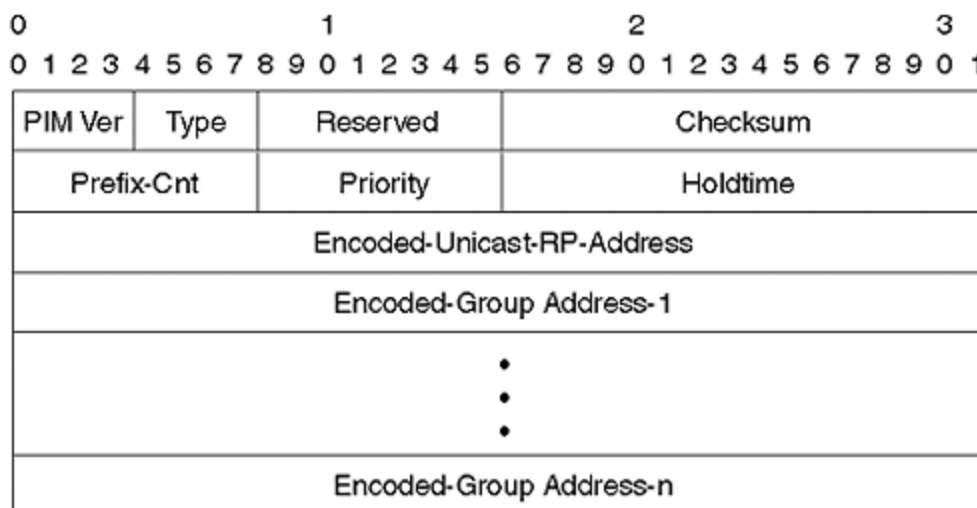 0 1 2 3
0 1 2 3 4 5 6 7 8 9 0 1 2 3 4 5 6 7 8 9 0 1 2 3 4 5 6 7 8 9 0 1
PIM Ver Type Reserved Checksum
Prefix-Cnt Priority Holdtime
Encoded-Unicast-RP-Address
Encoded-Group Address-1
Encoded-Group Address-n